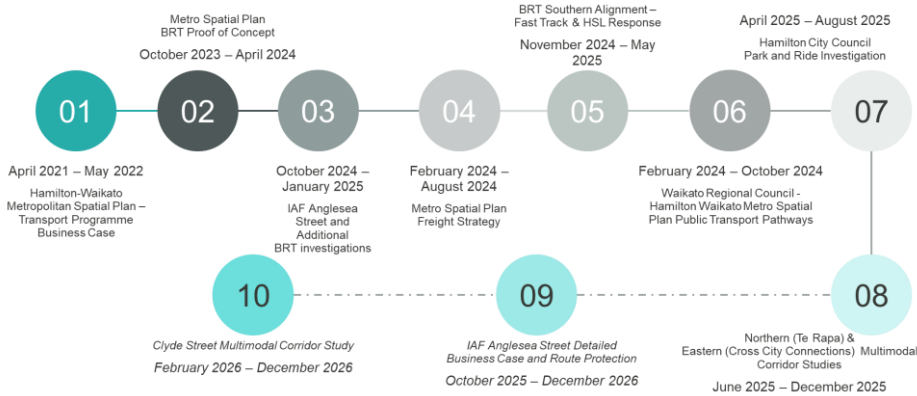 01
April 2021 – May 2022
Hamilton-Waikato
Metropolitan Spatial Plan –
Transport Programme
Business Case
Metro Spatial Plan
BRT Proof of Concept
October 2023 – April 2024
02
03
October 2024 –
January 2025
IAF Anglesea
Street and
Additional
BRT investigations
04
February 2024 –
August 2024
Metro Spatial Plan
Freight Strategy
BRT Southern Alignment –
Fast Track & HSL Response
November 2024 – May
2025
05
06
February 2024 – October 2024
Waikato Regional Council -
Hamilton Waikato Metro Spatial
Plan Public Transport Pathways
April 2025 – August 2025
Hamilton City Council
Park and Ride Investigation
07
08
Northern (Te Rapa) &
Eastern (Cross City Connections) Multimodal
Corridor Studies
June 2025 – December 2025
09
IAF Anglesea Street Detailed
Business Case and Route Protection
October 2025 – December 2026
10
Clyde Street Multimodal Corridor Study
February 2026 – December 2026